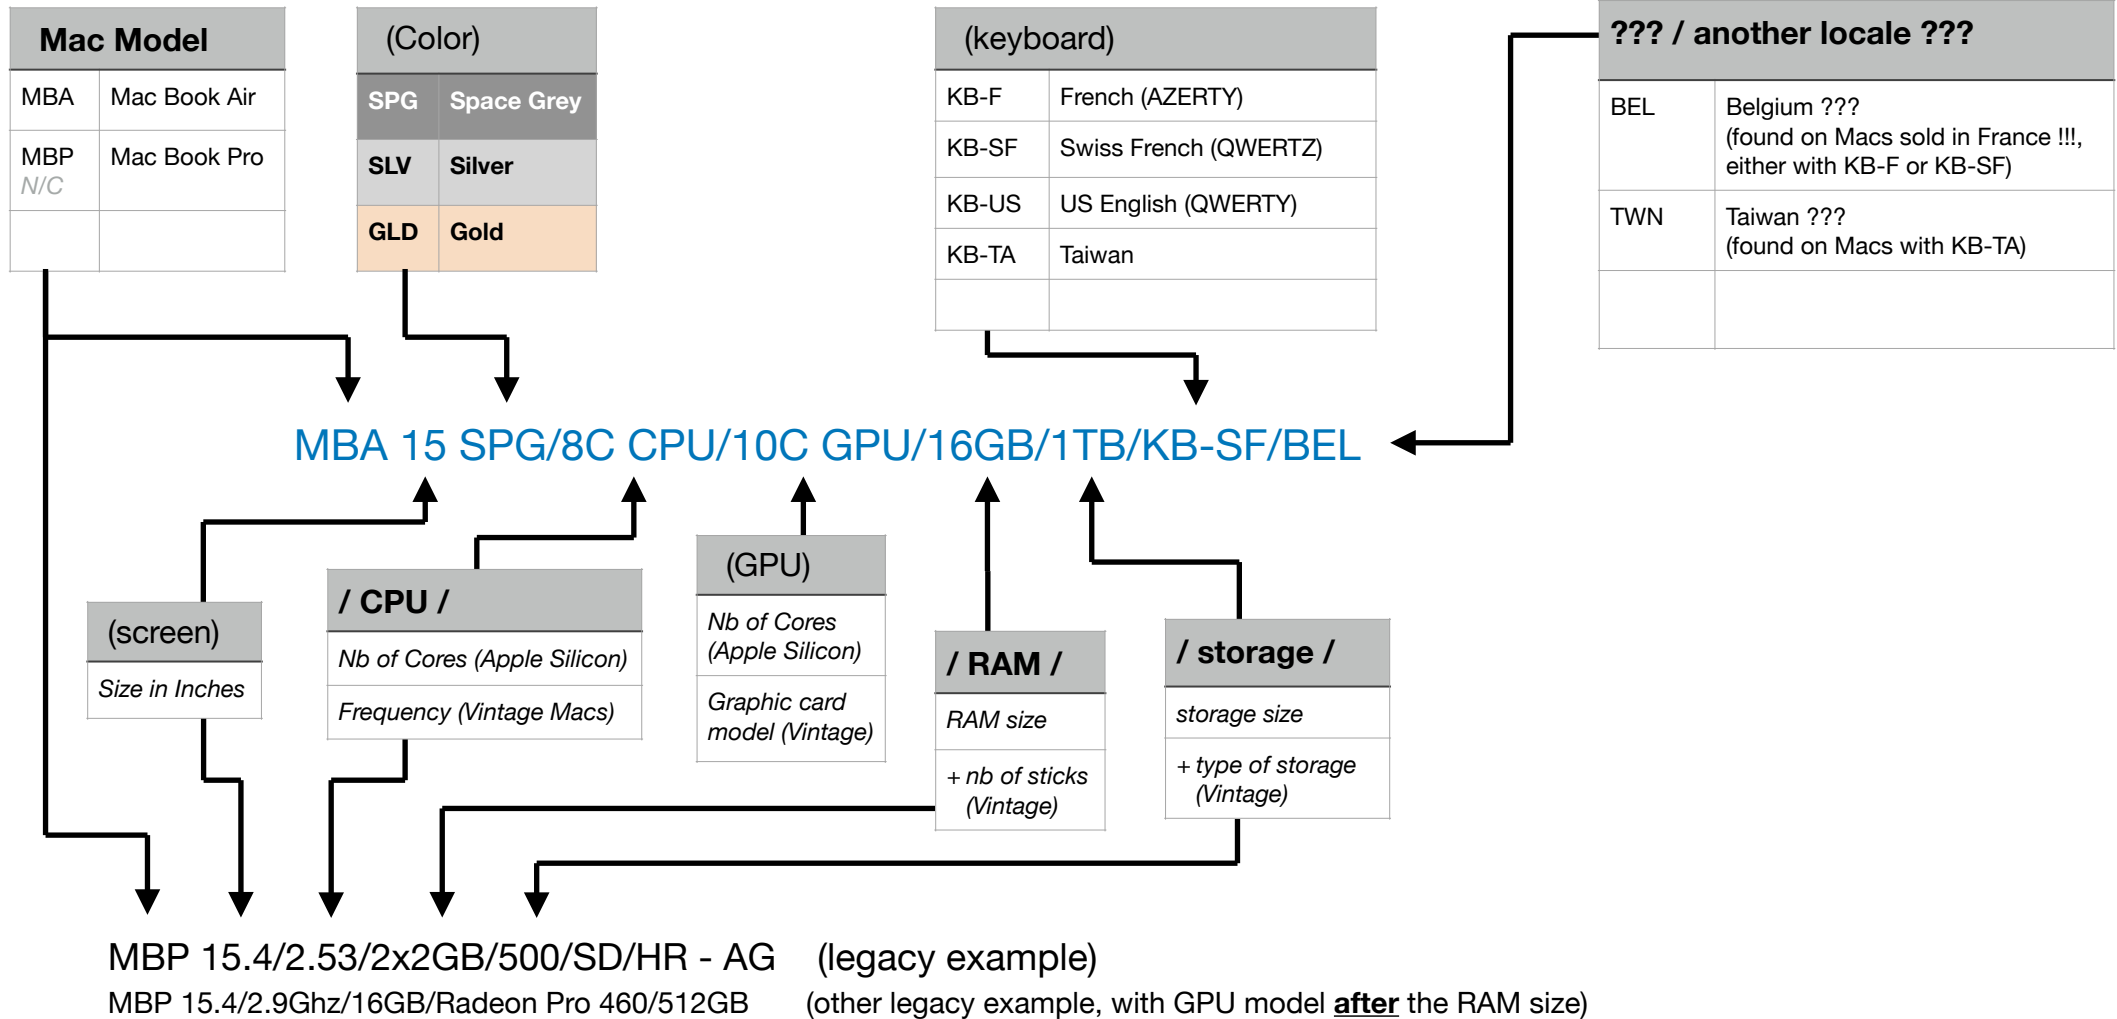 Mac Model
MBA Mac Book Air
MBP Mac Book Pro
N/C
(Color)
SPG Space Grey
SLV Silver
GLD Gold
(keyboard)
KB-F French (AZERTY)
KB-SF Swiss French (QWERTZ)
KB-US US English (QWERTY)
KB-TA Taiwan
??? / another locale ???
BEL Belgium ???
(found on Macs sold in France !!!,
either with KB-F or KB-SF)
TWN Taiwan ???
(found on Macs with KB-TA)
MBA 15 SPG/8C CPU/10C GPU/16GB/1TB/KB-SF/BEL
(screen)
Size in Inches
/ CPU /
Nb of Cores (Apple Silicon)
Frequency (Vintage Macs)
(GPU)
Nb of Cores
(Apple Silicon)
Graphic card
model (Vintage)
/ RAM /
RAM size
+ nb of sticks
(Vintage)
/ storage /
storage size
+ type of storage
(Vintage)
MBP 15.4/2.53/2x2GB/500/SD/HR - AG (legacy example)
MBP 15.4/2.9Ghz/16GB/Radeon Pro 460/512GB (other legacy example, with GPU model after the RAM size)